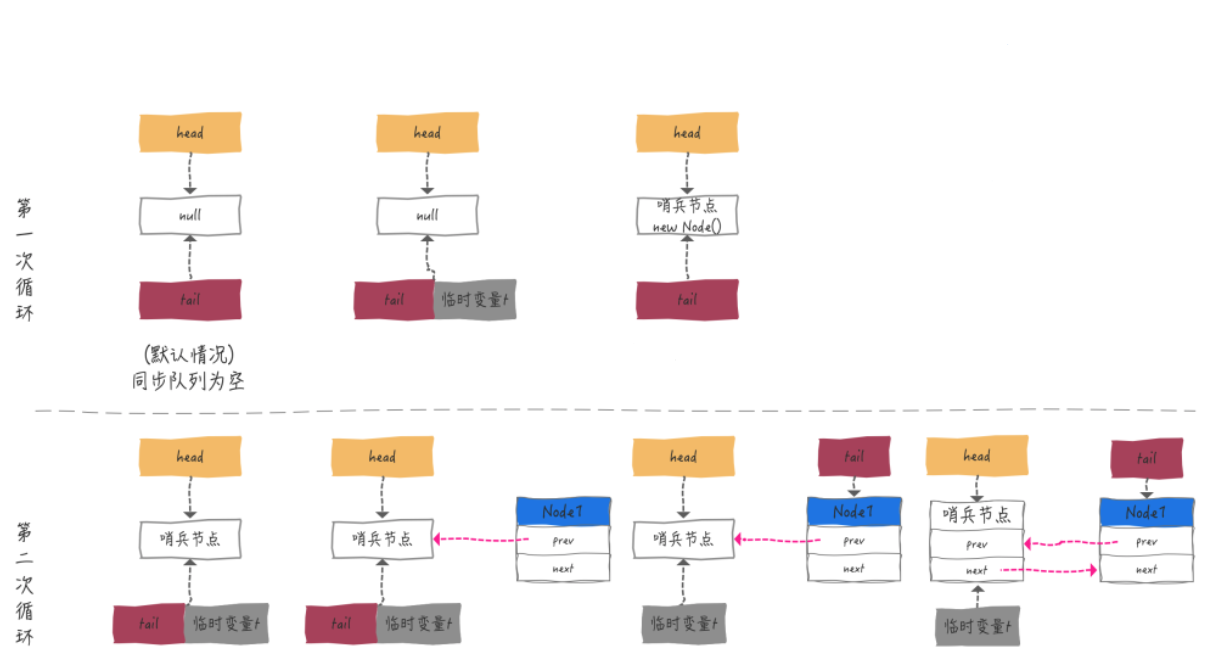 第一次循环
head
head
head
null
null
哨兵节点
new Node()
tail
tail
临时变量t
tail
(默认情况)
同步队列为空
第二次循环
head
head
head
tail
head
tail
哨兵节点
哨兵节点
Node1
prev
next
哨兵节点
Node1
prev
next
哨兵节点
prev
next
Node1
prev
next
tail
临时变量t
tail
临时变量t
临时变量t
临时变量t